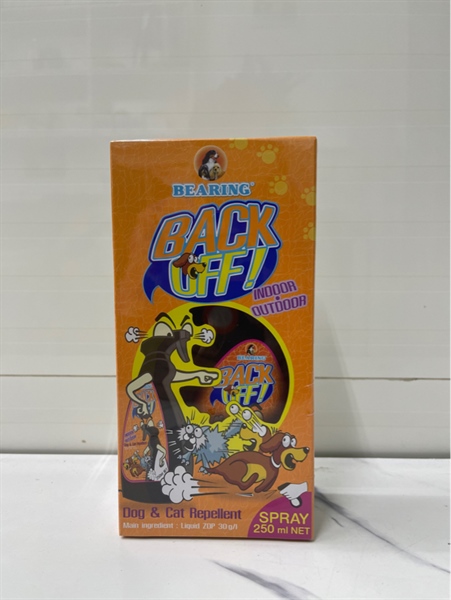 BEARING®
BACK
OFF!
INDOOR •
OUTDOOR
BEARING
BACK
OFF!
Dog & Cat Repellent
Main ingredient : Liquid ZOP 30 g/l
SPRAY
250 ml NET